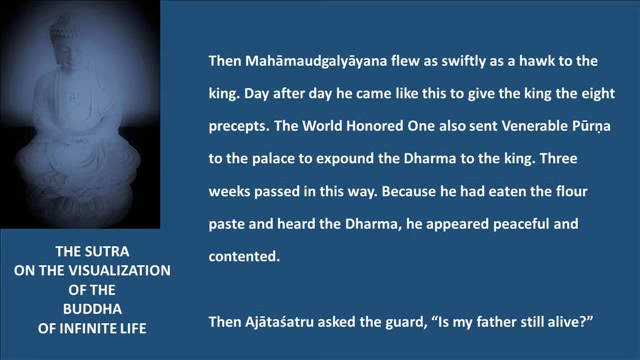 Then Mahāmaudgalyāyana flew as swiftly as a hawk to the
king. Day after day he came like this to give the king the eight
precepts. The World Honored One also sent Venerable Pūrṇa
to the palace to expound the Dharma to the king. Three
weeks passed in this way. Because he had eaten the flour
paste and heard the Dharma, he appeared peaceful and
contented.
Then Ajātaśatru asked the guard, “Is my father still alive?”
THE SUTRA
ON THE VISUALIZATION
OF THE
BUDDHA
OF INFINITE LIFE